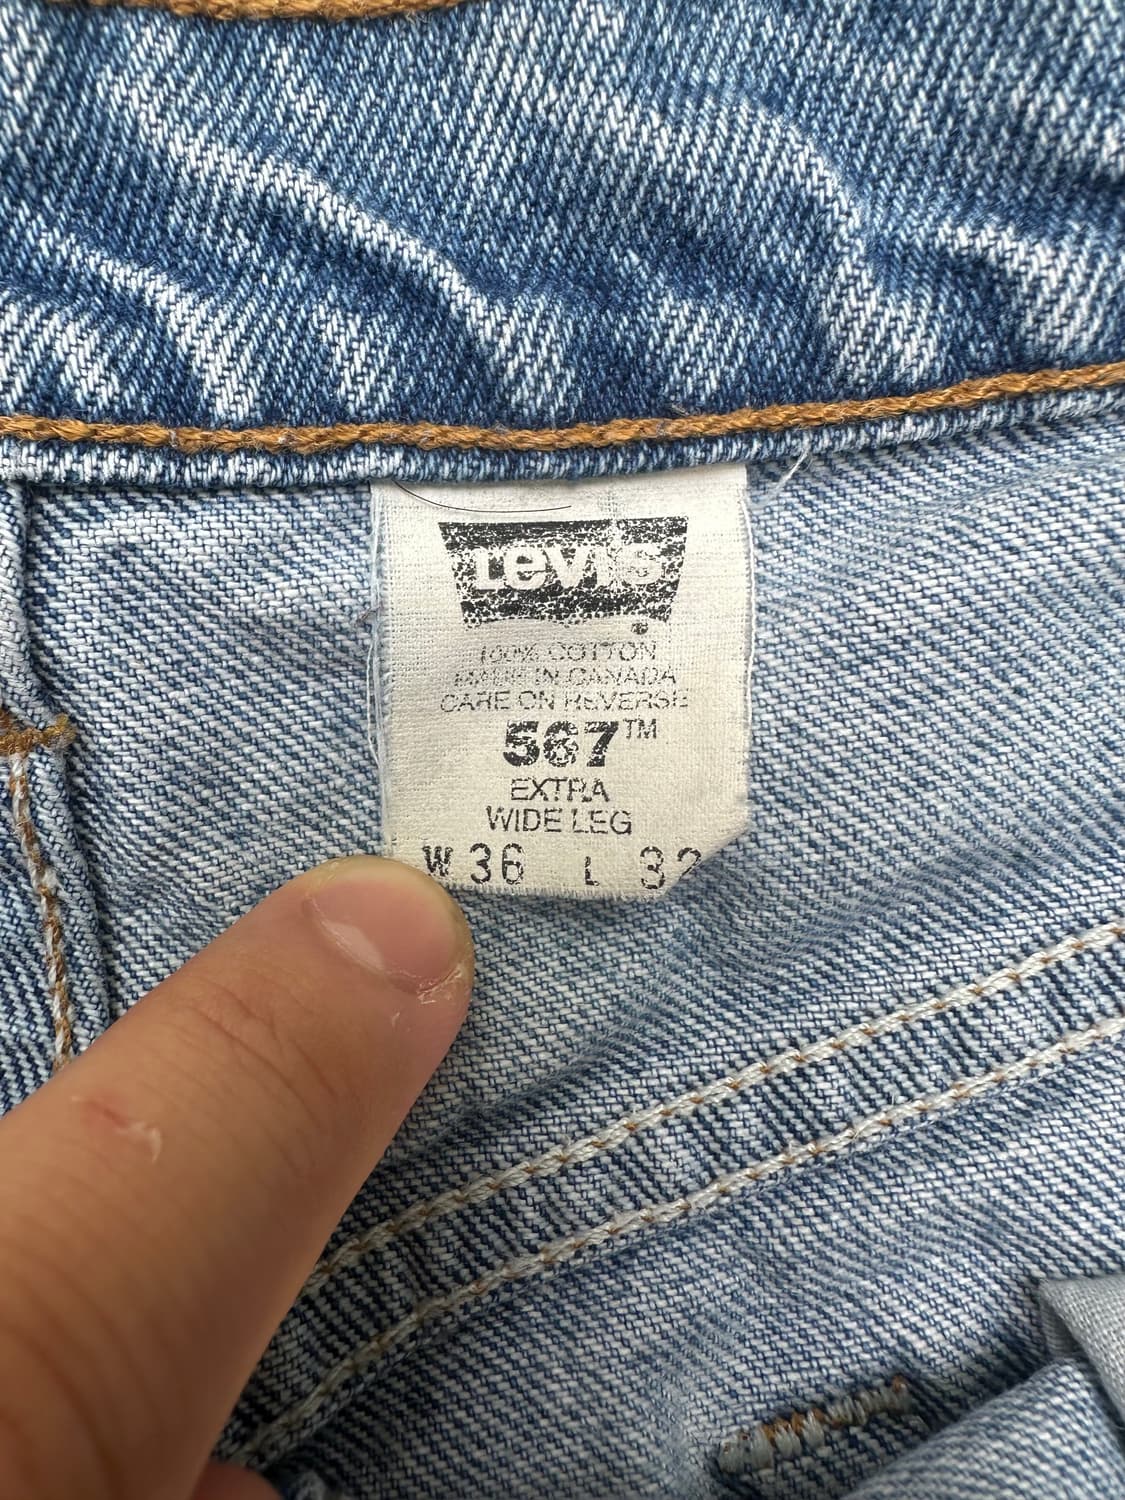 Levi's
100% COTTON
MADE IN CANADA
CARE ON REVERSE
567™
EXTRA
WIDE LEG
W 36 L 32